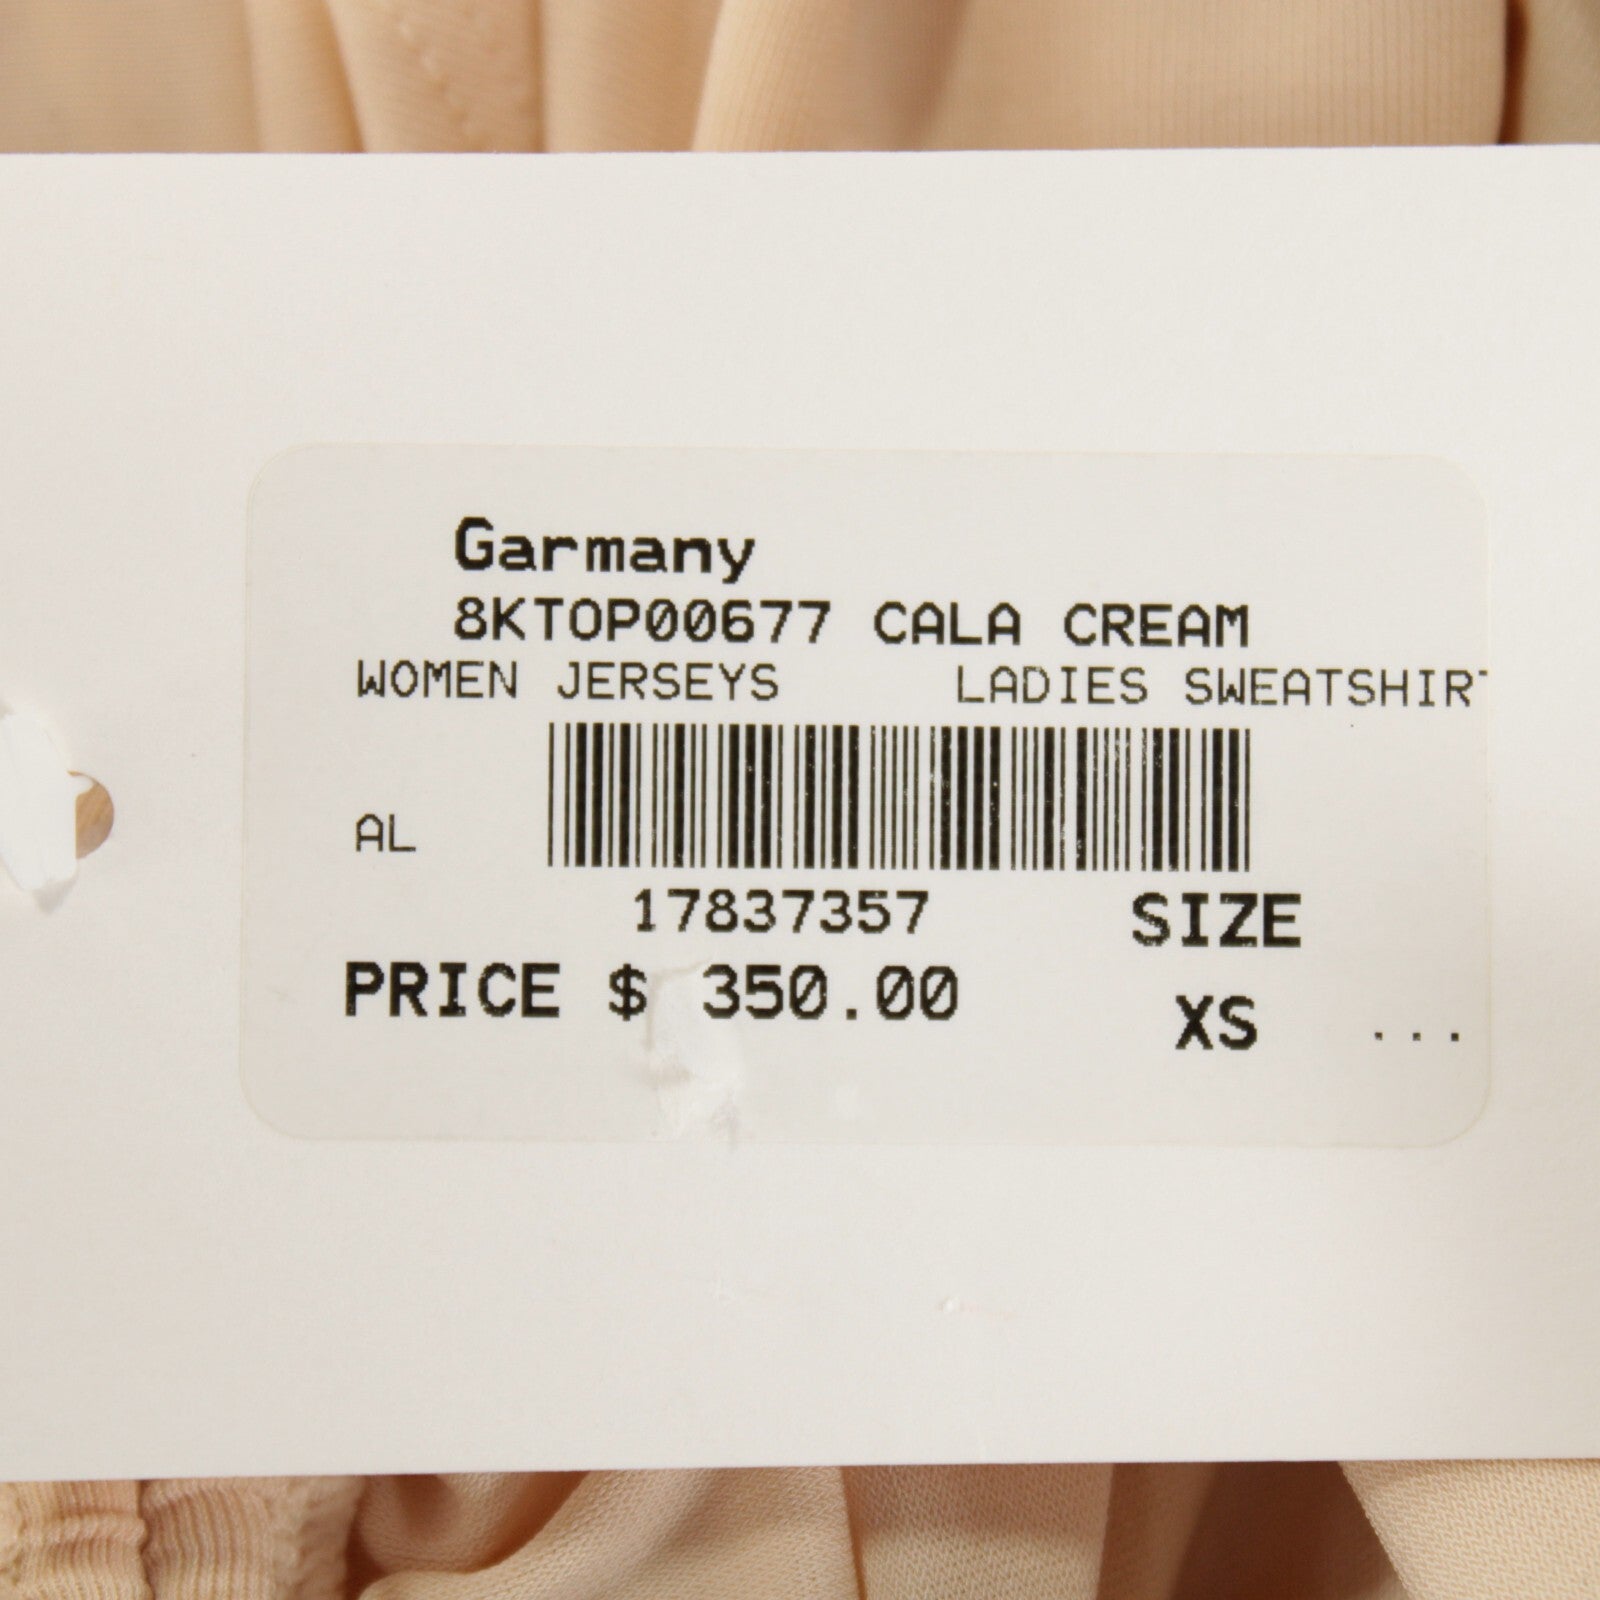 Garmany
8KTOP00677 CALA CREAM
WOMEN JERSEYS LADIES SWEATSHIRT
AL
17837357 SIZE
PRICE $ 350.00
XS ...